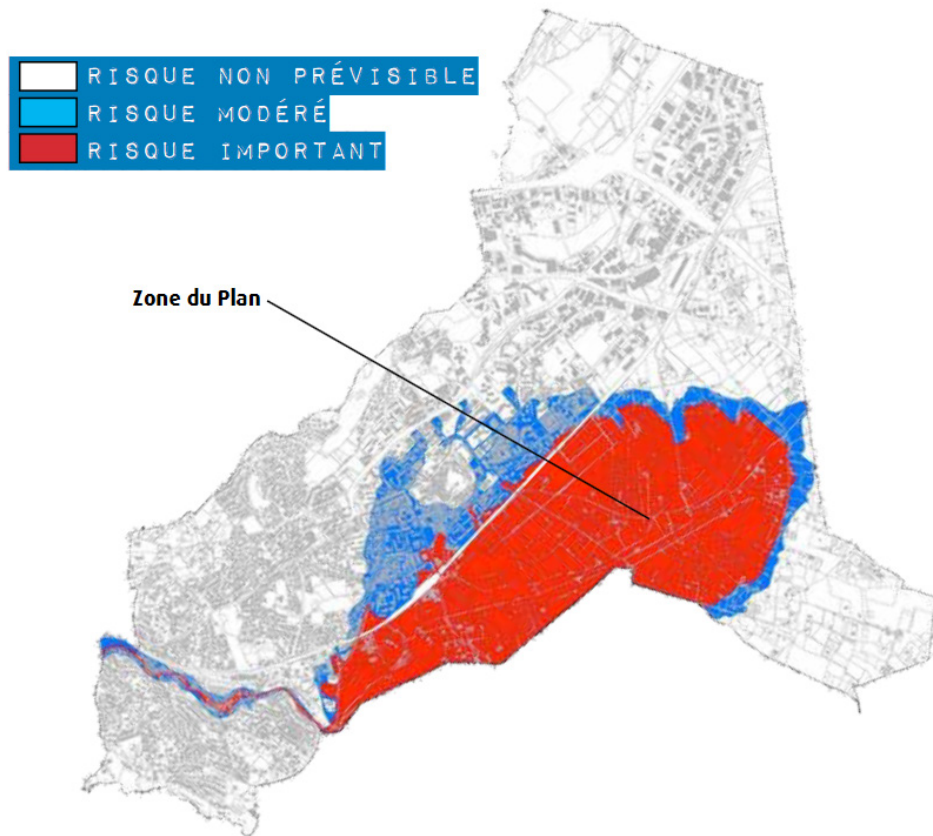 RISQUE NON PRÉVISIBLE
RISQUE MODÉRÉ
RISQUE IMPORTANT
Zone du Plan